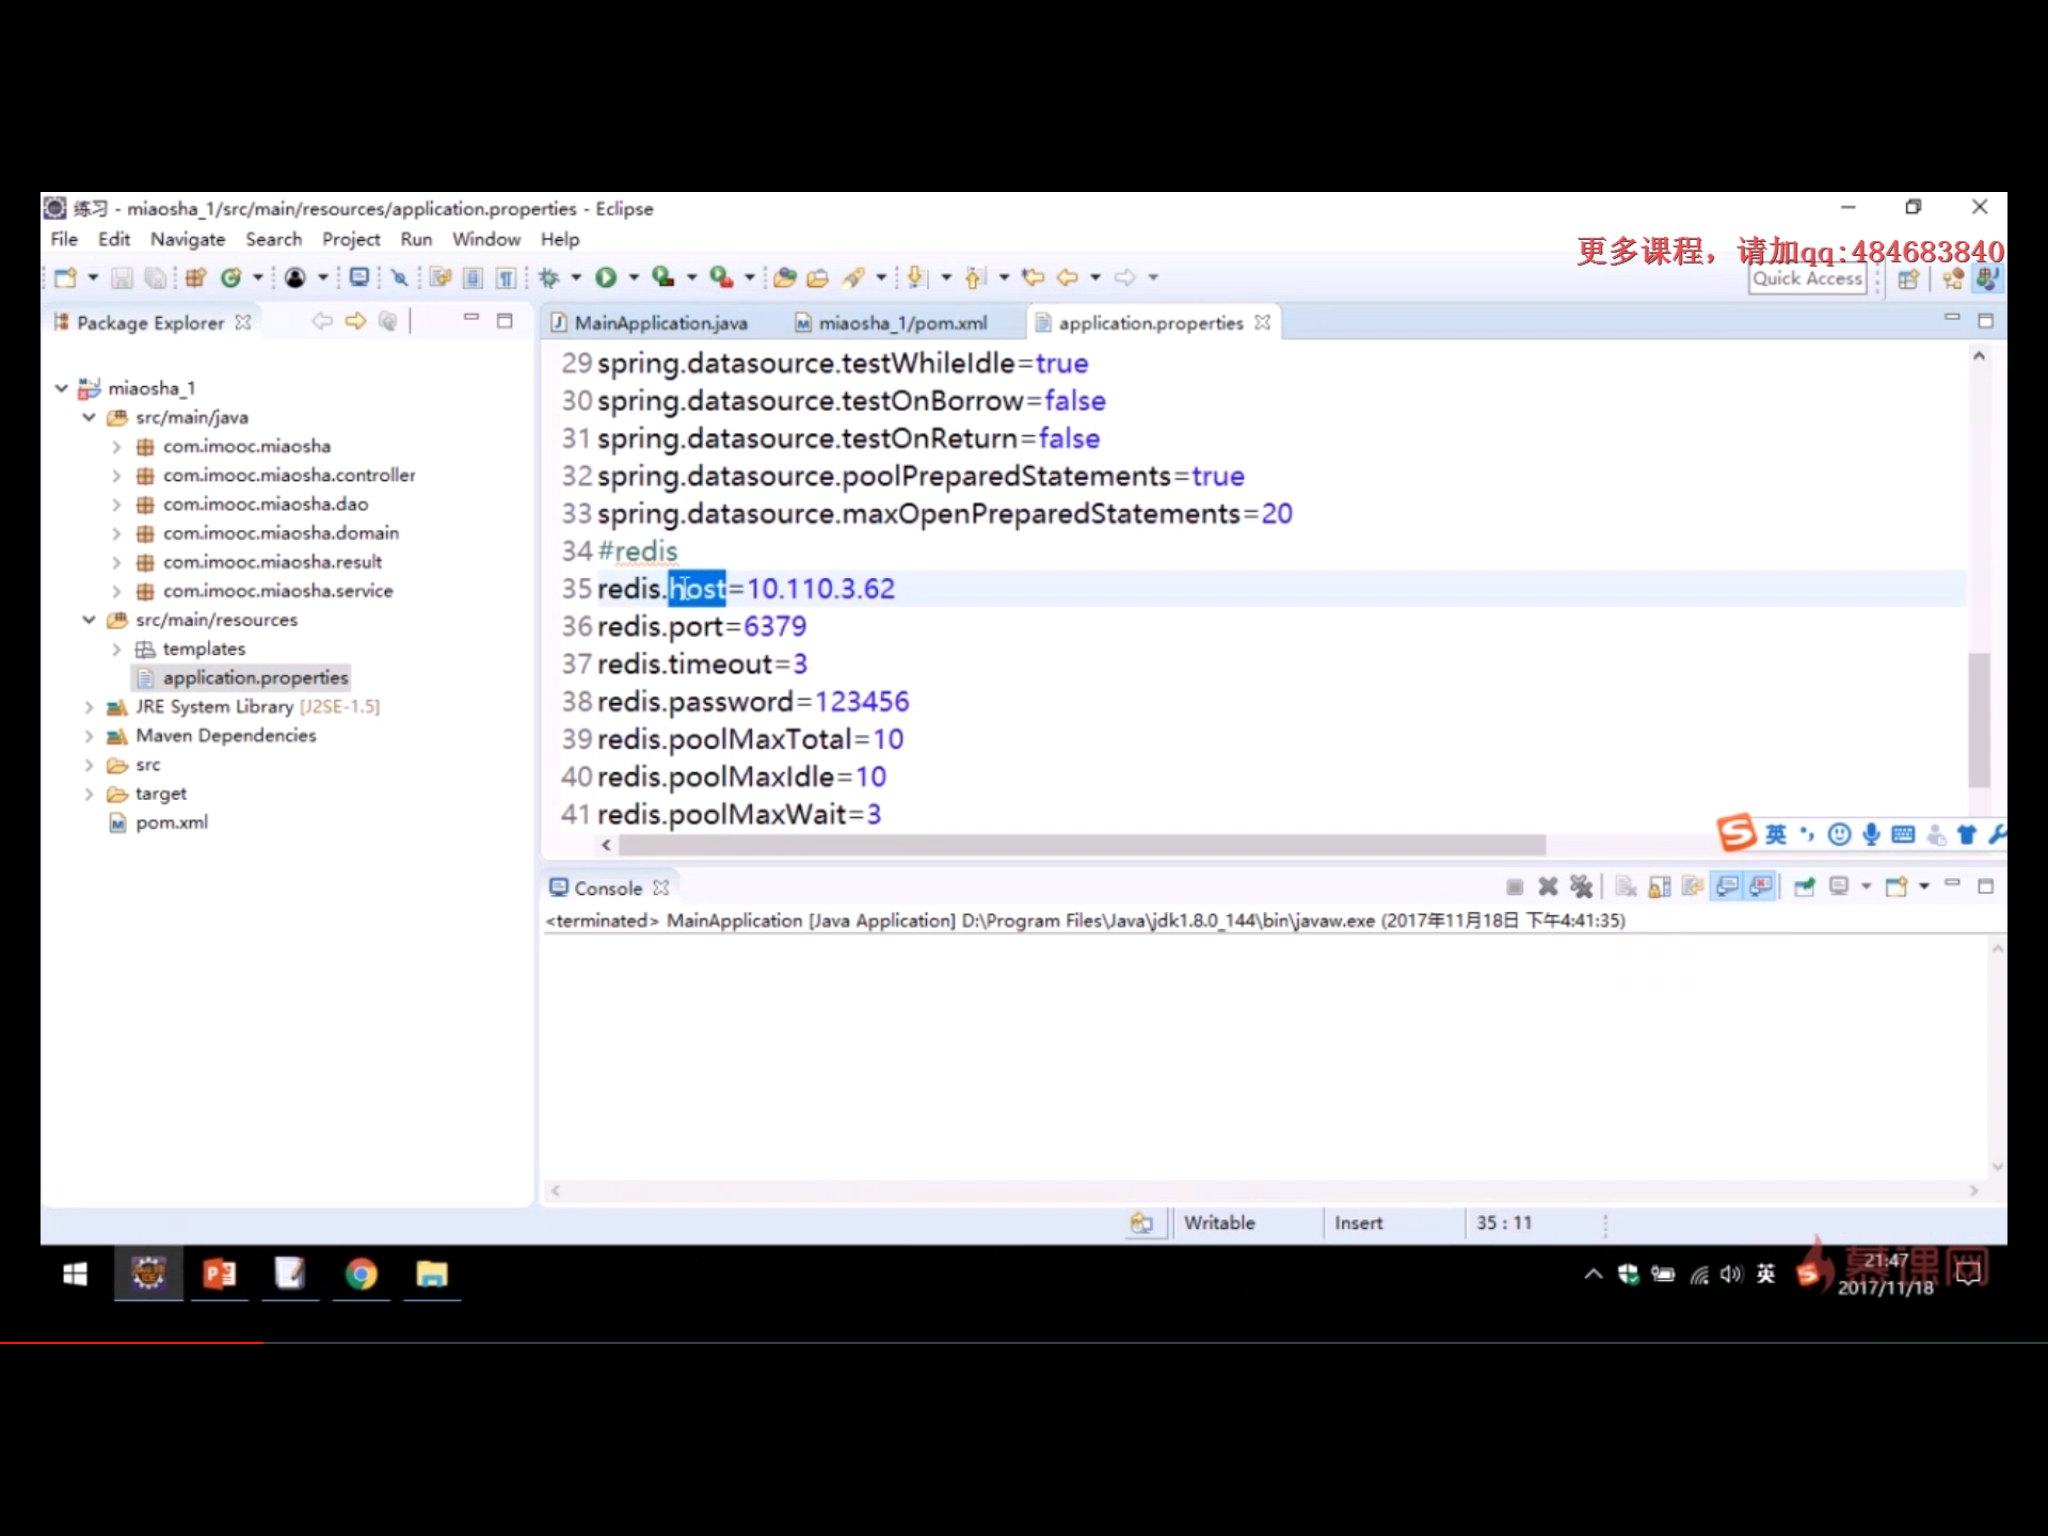 练习 - miaosha_1/src/main/resources/application.properties - Eclipse
File Edit Navigate Search Project Run Window Help
更多课程，请加qq:484683840
Quick Access
Package Explorer
MainApplication.java miaosha_1/pom.xml application.properties
miaosha_1
src/main/java
com.imooc.miaosha
com.imooc.miaosha.controller
com.imooc.miaosha.dao
com.imooc.miaosha.domain
com.imooc.miaosha.result
com.imooc.miaosha.service
src/main/resources
templates
application.properties
JRE System Library [J2SE-1.5]
Maven Dependencies
src
target
pom.xml
29 spring.datasource.testWhileIdle=true
30 spring.datasource.testOnBorrow=false
31 spring.datasource.testOnReturn=false
32 spring.datasource.poolPreparedStatements=true
33 spring.datasource.maxOpenPreparedStatements=20
34 #redis
35 redis.host=10.110.3.62
36 redis.port=6379
37 redis.timeout=3
38 redis.password=123456
39 redis.poolMaxTotal=10
40 redis.poolMaxIdle=10
41 redis.poolMaxWait=3
英
Console
<terminated> MainApplication [Java Application] D:\Program Files\Java\jdk1.8.0_144\bin\javaw.exe (2017年11月18日 下午4:41:35)
Writable Insert 35 : 11
英
慕课网
21:47
2017/11/18